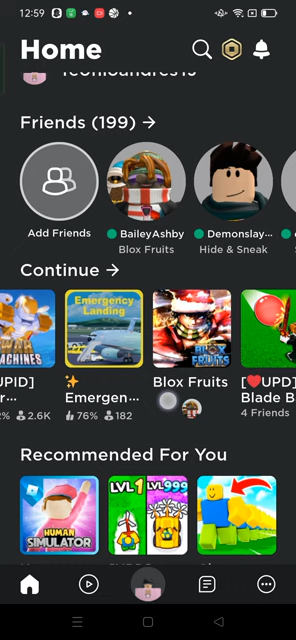 12:59
Home
Friends (199) →
Add Friends
BaileyAshby
Blox Fruits
Demonslay...
Hide & Sneak
Continue →
MACHINES
Emergency
Landing
BLOX
FRUITS
UPID]
✨
Emergen...
Blox Fruits
[❤️UPD]
Blade B
2.6K
76% 182
4 Friends
Recommended For You
HUMAN
SIMULATOR
LVL 1
LVL 999